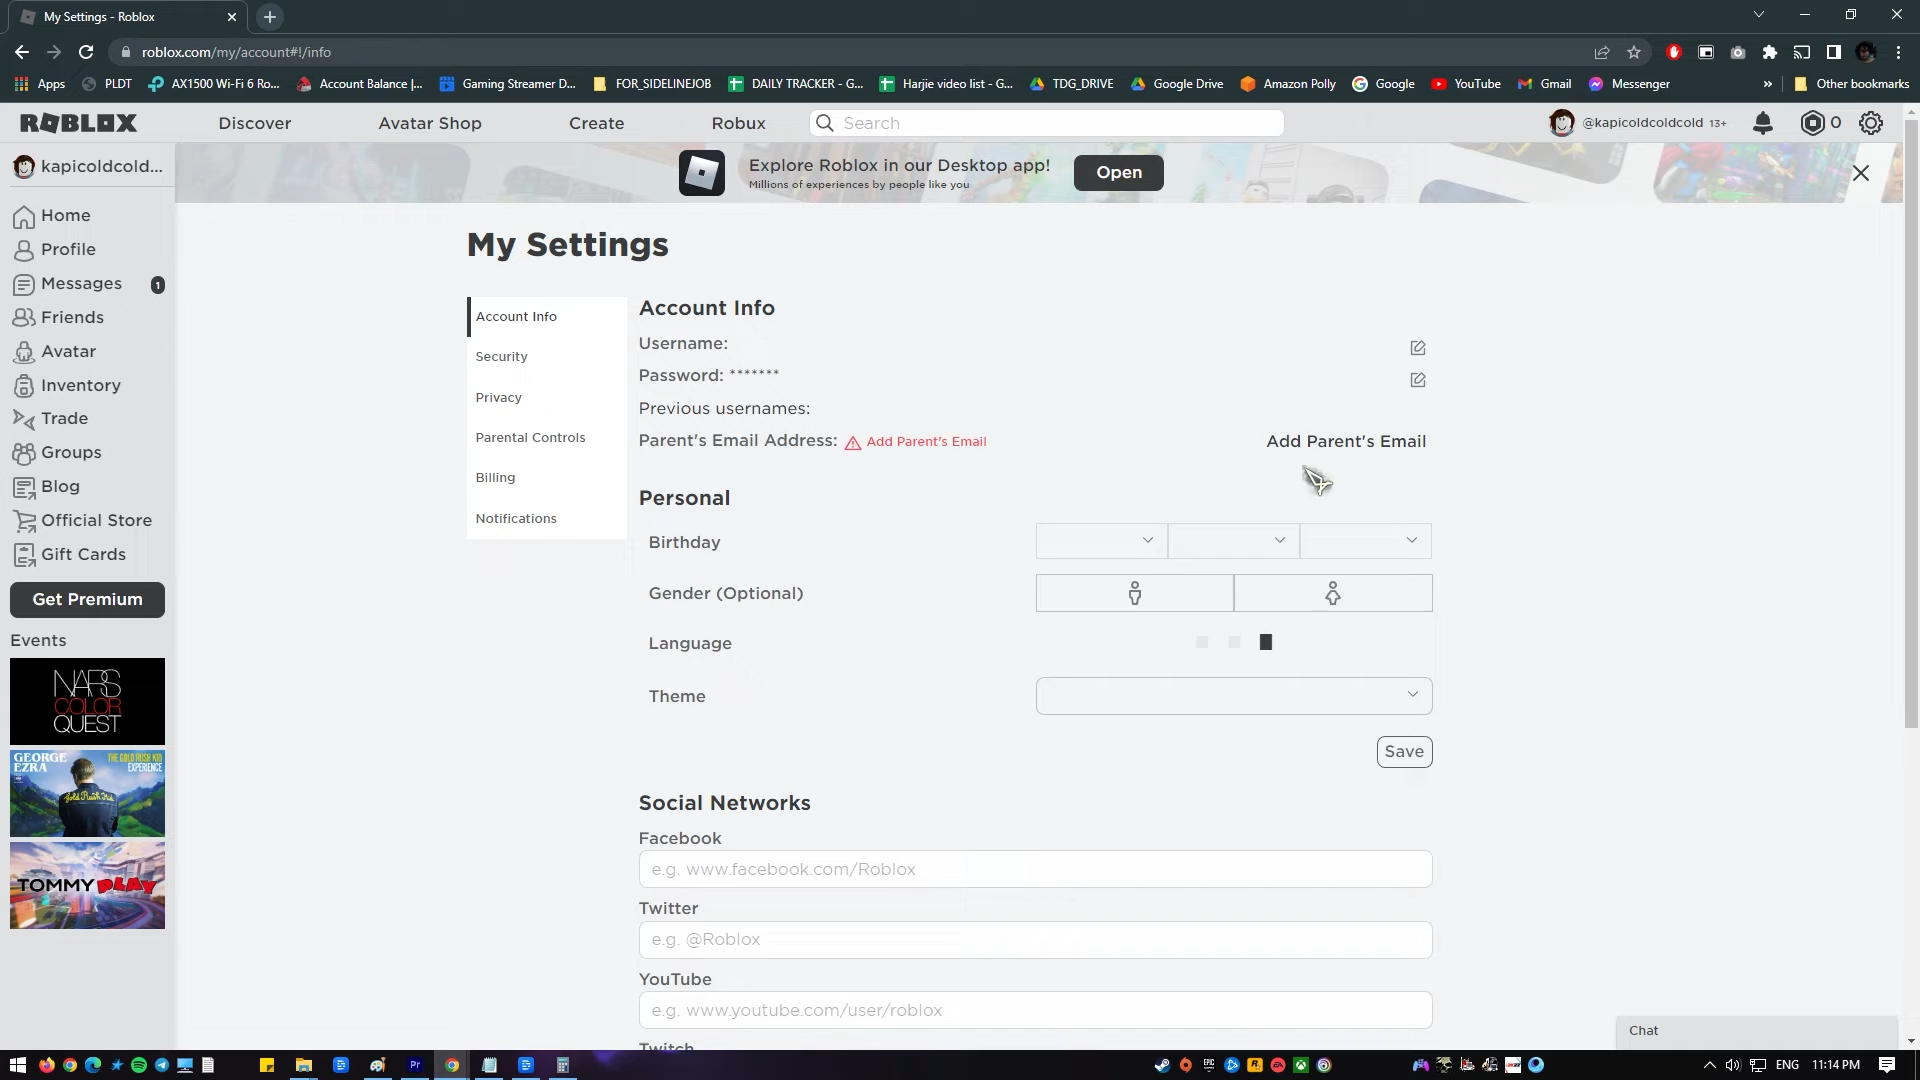 My Settings - Roblox
roblox.com/my/account#!/info
Apps
PLDT
AX1500 Wi-Fi 6 Ro...
Account Balance |...
Gaming Streamer D...
FOR_SIDELINEJOB
DAILY TRACKER - G...
Harjie video list - G...
TDG_DRIVE
Google Drive
Amazon Polly
Google
YouTube
Gmail
Messenger
»
Other bookmarks
ROBLOX
Discover
Avatar Shop
Create
Robux
Search
@kapicoldcoldcold 13+
0
kapicoldcold...
Explore Roblox in our Desktop app!
Millions of experiences by people like you
Open
Home
Profile
Messages
1
Friends
Avatar
Inventory
Trade
Groups
Blog
Official Store
Gift Cards
Get Premium
Events
NARS
COLOR
QUEST
GEORGE
EZRA
THE GOLD RUSH KID
EXPERIENCE
Gold Rush Kid
TOMMY PLAY
My Settings
Account Info
Security
Privacy
Parental Controls
Billing
Notifications
Account Info
Username:
Password: *******
Previous usernames:
Parent's Email Address:
Add Parent's Email
Add Parent's Email
Personal
Birthday
Gender (Optional)
Language
Theme
Save
Social Networks
Facebook
e.g. www.facebook.com/Roblox
Twitter
e.g. @Roblox
YouTube
e.g. www.youtube.com/user/roblox
Twitch
Chat
Pr
EPIC
EA
ENG
11:14 PM